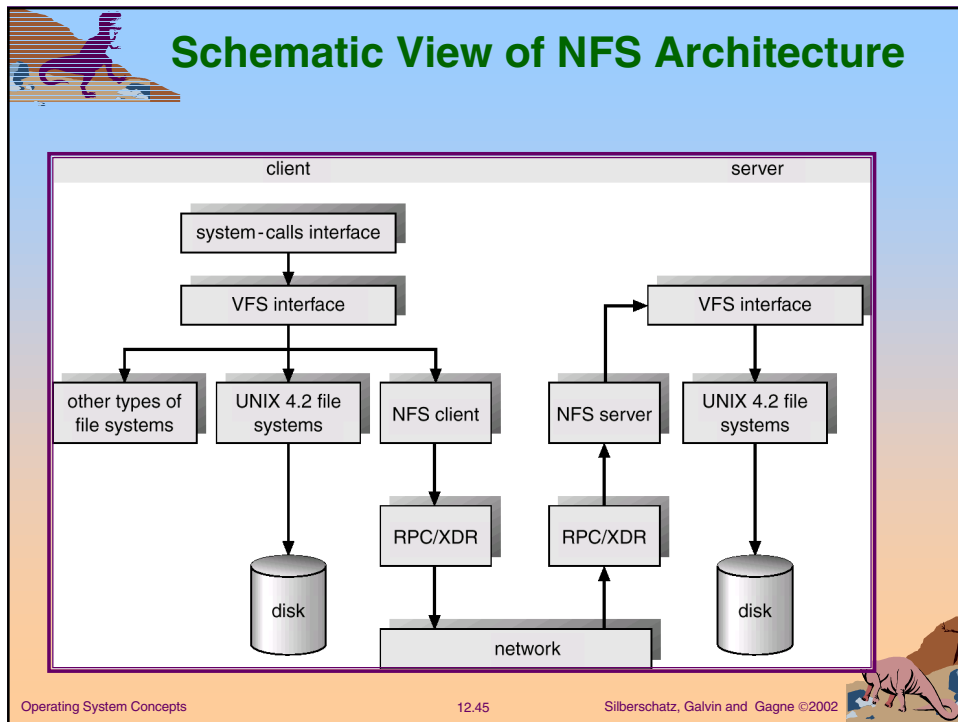 Schematic View of NFS Architecture
client
server
system-calls interface
VFS interface
VFS interface
other types of
file systems
UNIX 4.2 file
systems
NFS client
NFS server
UNIX 4.2 file
systems
RPC/XDR
RPC/XDR
disk
disk
network
Operating System Concepts
12.45
Silberschatz, Galvin and Gagne ©2002